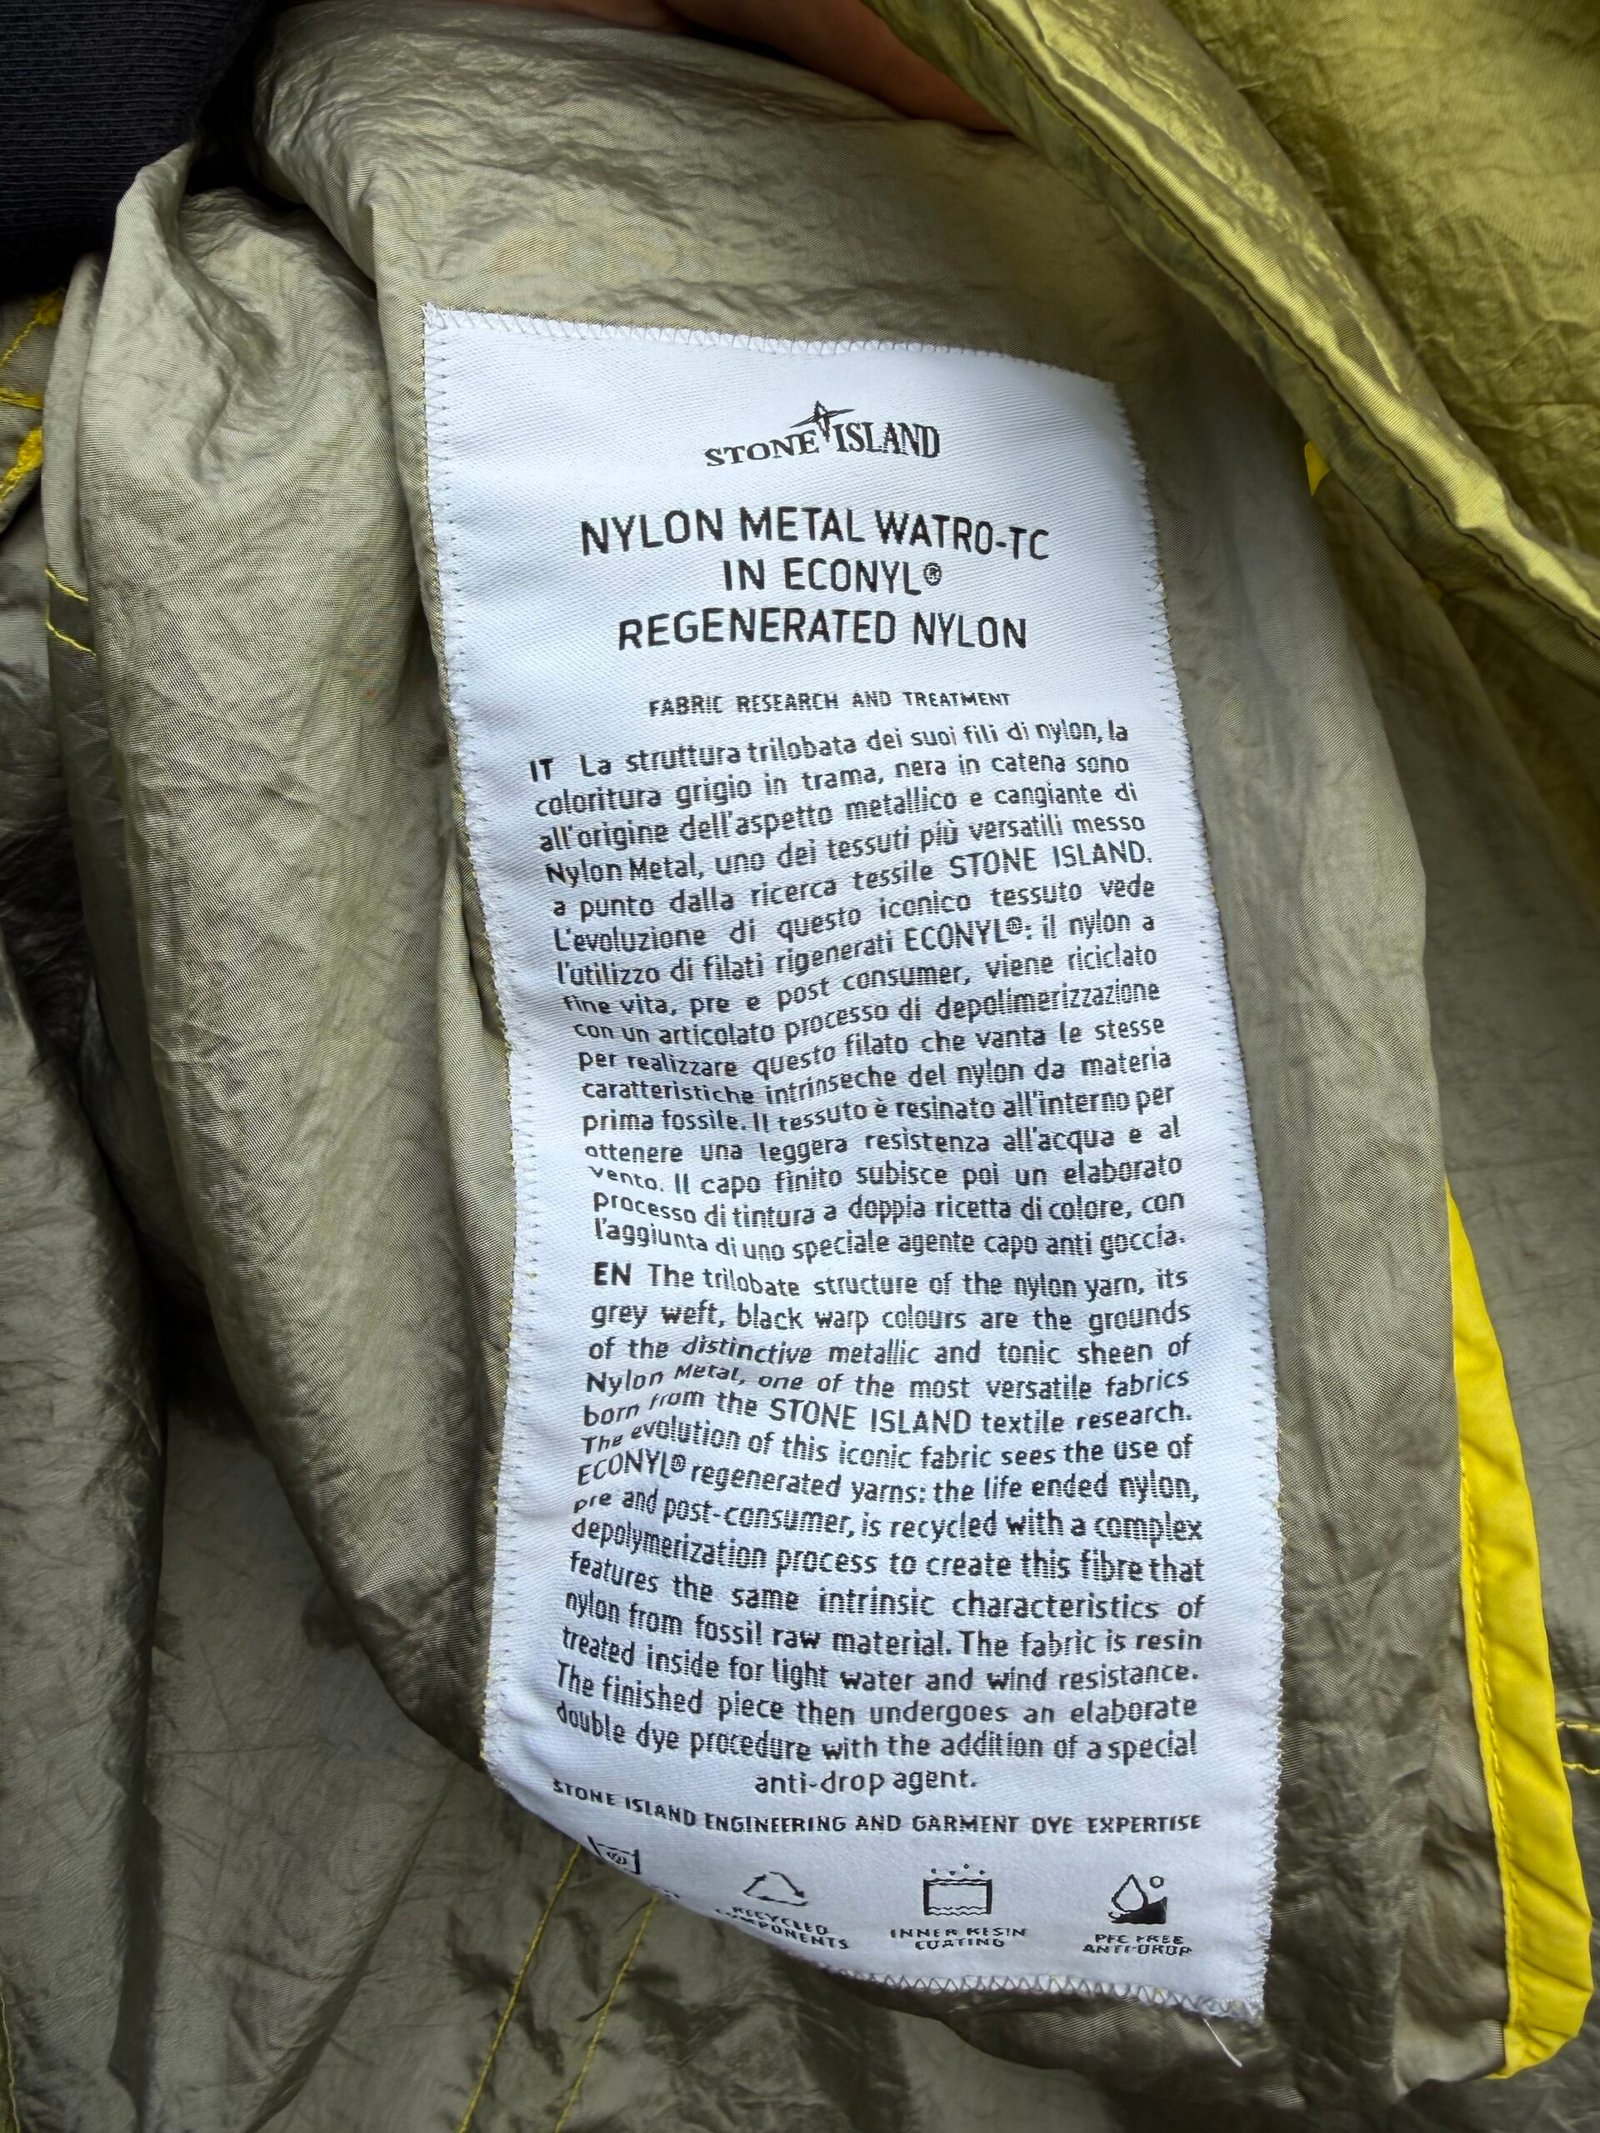 STONE ISLAND
NYLON METAL WATRO-TC
IN ECONYL®
REGENERATED NYLON
FABRIC RESEARCH AND TREATMENT
IT La struttura trilobata dei suoi fili di nylon, la
coloritura grigio in trama, nera in catena sono
all'origine dell'aspetto metallico e cangiante di
Nylon Metal, uno dei tessuti più versatili messo
a punto dalla ricerca tessile STONE ISLAND.
L'evoluzione di questo iconico tessuto vede
l'utilizzo di filati rigenerati ECONYL®: il nylon a
fine vita, pre e post consumer, viene riciclato
con un articolato processo di depolimerizzazione
per realizzare questo filato che vanta le stesse
caratteristiche intrinseche del nylon da materia
prima fossile. Il tessuto è resinato all'interno per
ottenere una leggera resistenza all'acqua e al
vento. Il capo finito subisce poi un elaborato
processo di tintura a doppia ricetta di colore, con
l'aggiunta di uno speciale agente capo anti goccia.
EN The trilobate structure of the nylon yarn, its
grey weft, black warp colours are the grounds
of the distinctive metallic and tonic sheen of
Nylon Metal, one of the most versatile fabrics
born from the STONE ISLAND textile research.
The evolution of this iconic fabric sees the use of
ECONYL® regenerated yarns: the life ended nylon,
pre and post-consumer, is recycled with a complex
depolymerization process to create this fibre that
features the same intrinsic characteristics of
nylon from fossil raw material. The fabric is resin
treated inside for light water and wind resistance.
The finished piece then undergoes an elaborate
double dye procedure with the addition of a special
anti-drop agent.
STONE ISLAND ENGINEERING AND GARMENT DYE EXPERTISE
RECYCLED
COMPONENTS
INNER RESIN
COATING
PFC FREE
ANTI-DROP